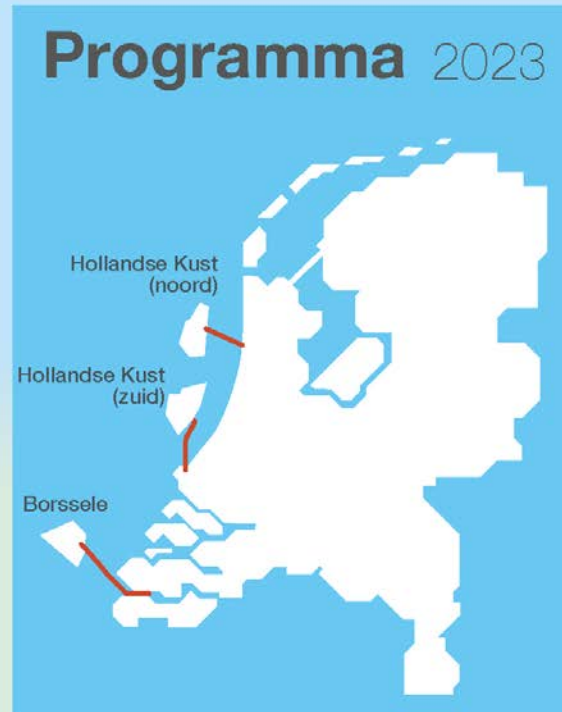 Programma 2023
Hollandse Kust
(noord)
Hollandse Kust
(zuid)
Borssele